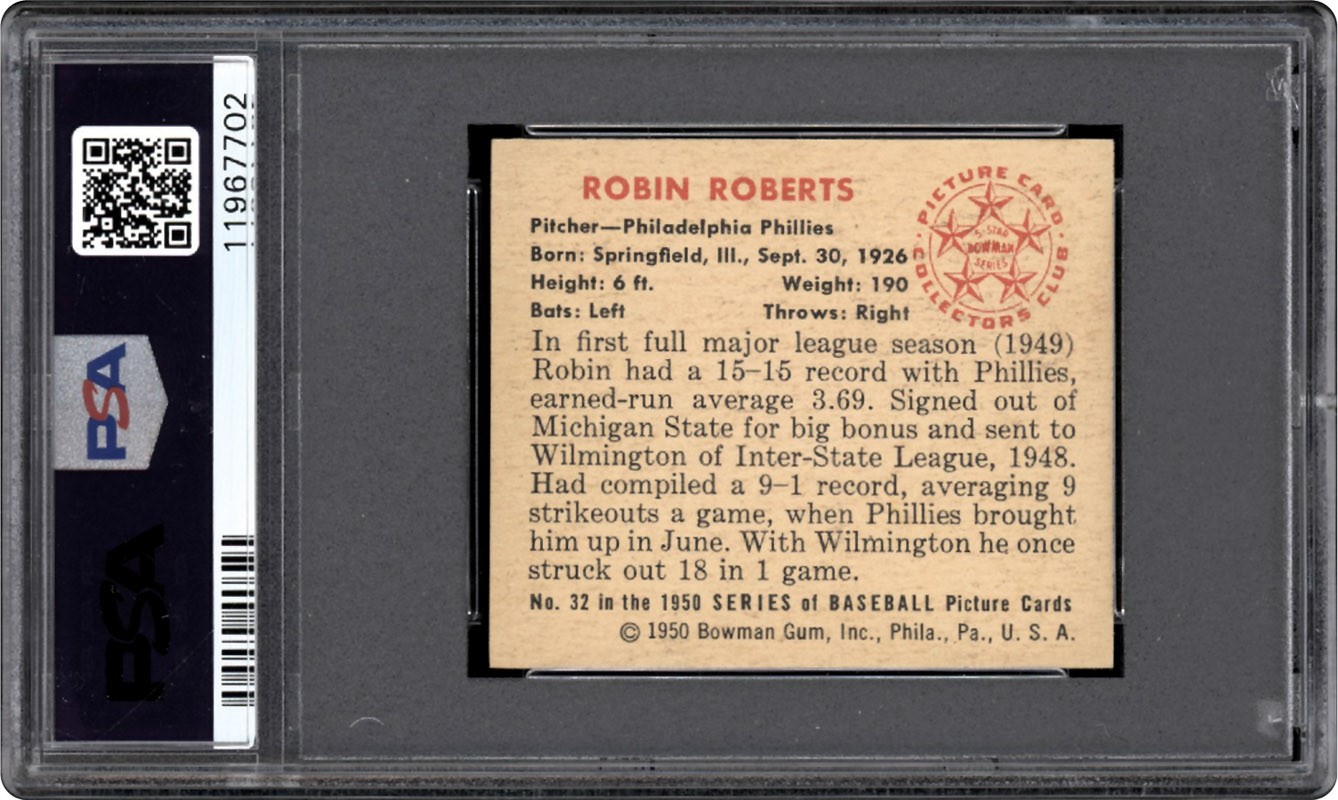 11967702
PSA
PSA
ROBIN ROBERTS
Pitcher—Philadelphia Phillies
Born: Springfield, Ill., Sept. 30, 1926
Height: 6 ft. Weight: 190
Bats: Left Throws: Right
PICTURE CARD
COLLECTORS CLUB
5-STAR
BOWMAN
SERIES
In first full major league season (1949)
Robin had a 15–15 record with Phillies,
earned-run average 3.69. Signed out of
Michigan State for big bonus and sent to
Wilmington of Inter-State League, 1948.
Had compiled a 9–1 record, averaging 9
strikeouts a game, when Phillies brought
him up in June. With Wilmington he once
struck out 18 in 1 game.
No. 32 in the 1950 SERIES of BASEBALL Picture Cards
© 1950 Bowman Gum, Inc., Phila., Pa., U. S. A.